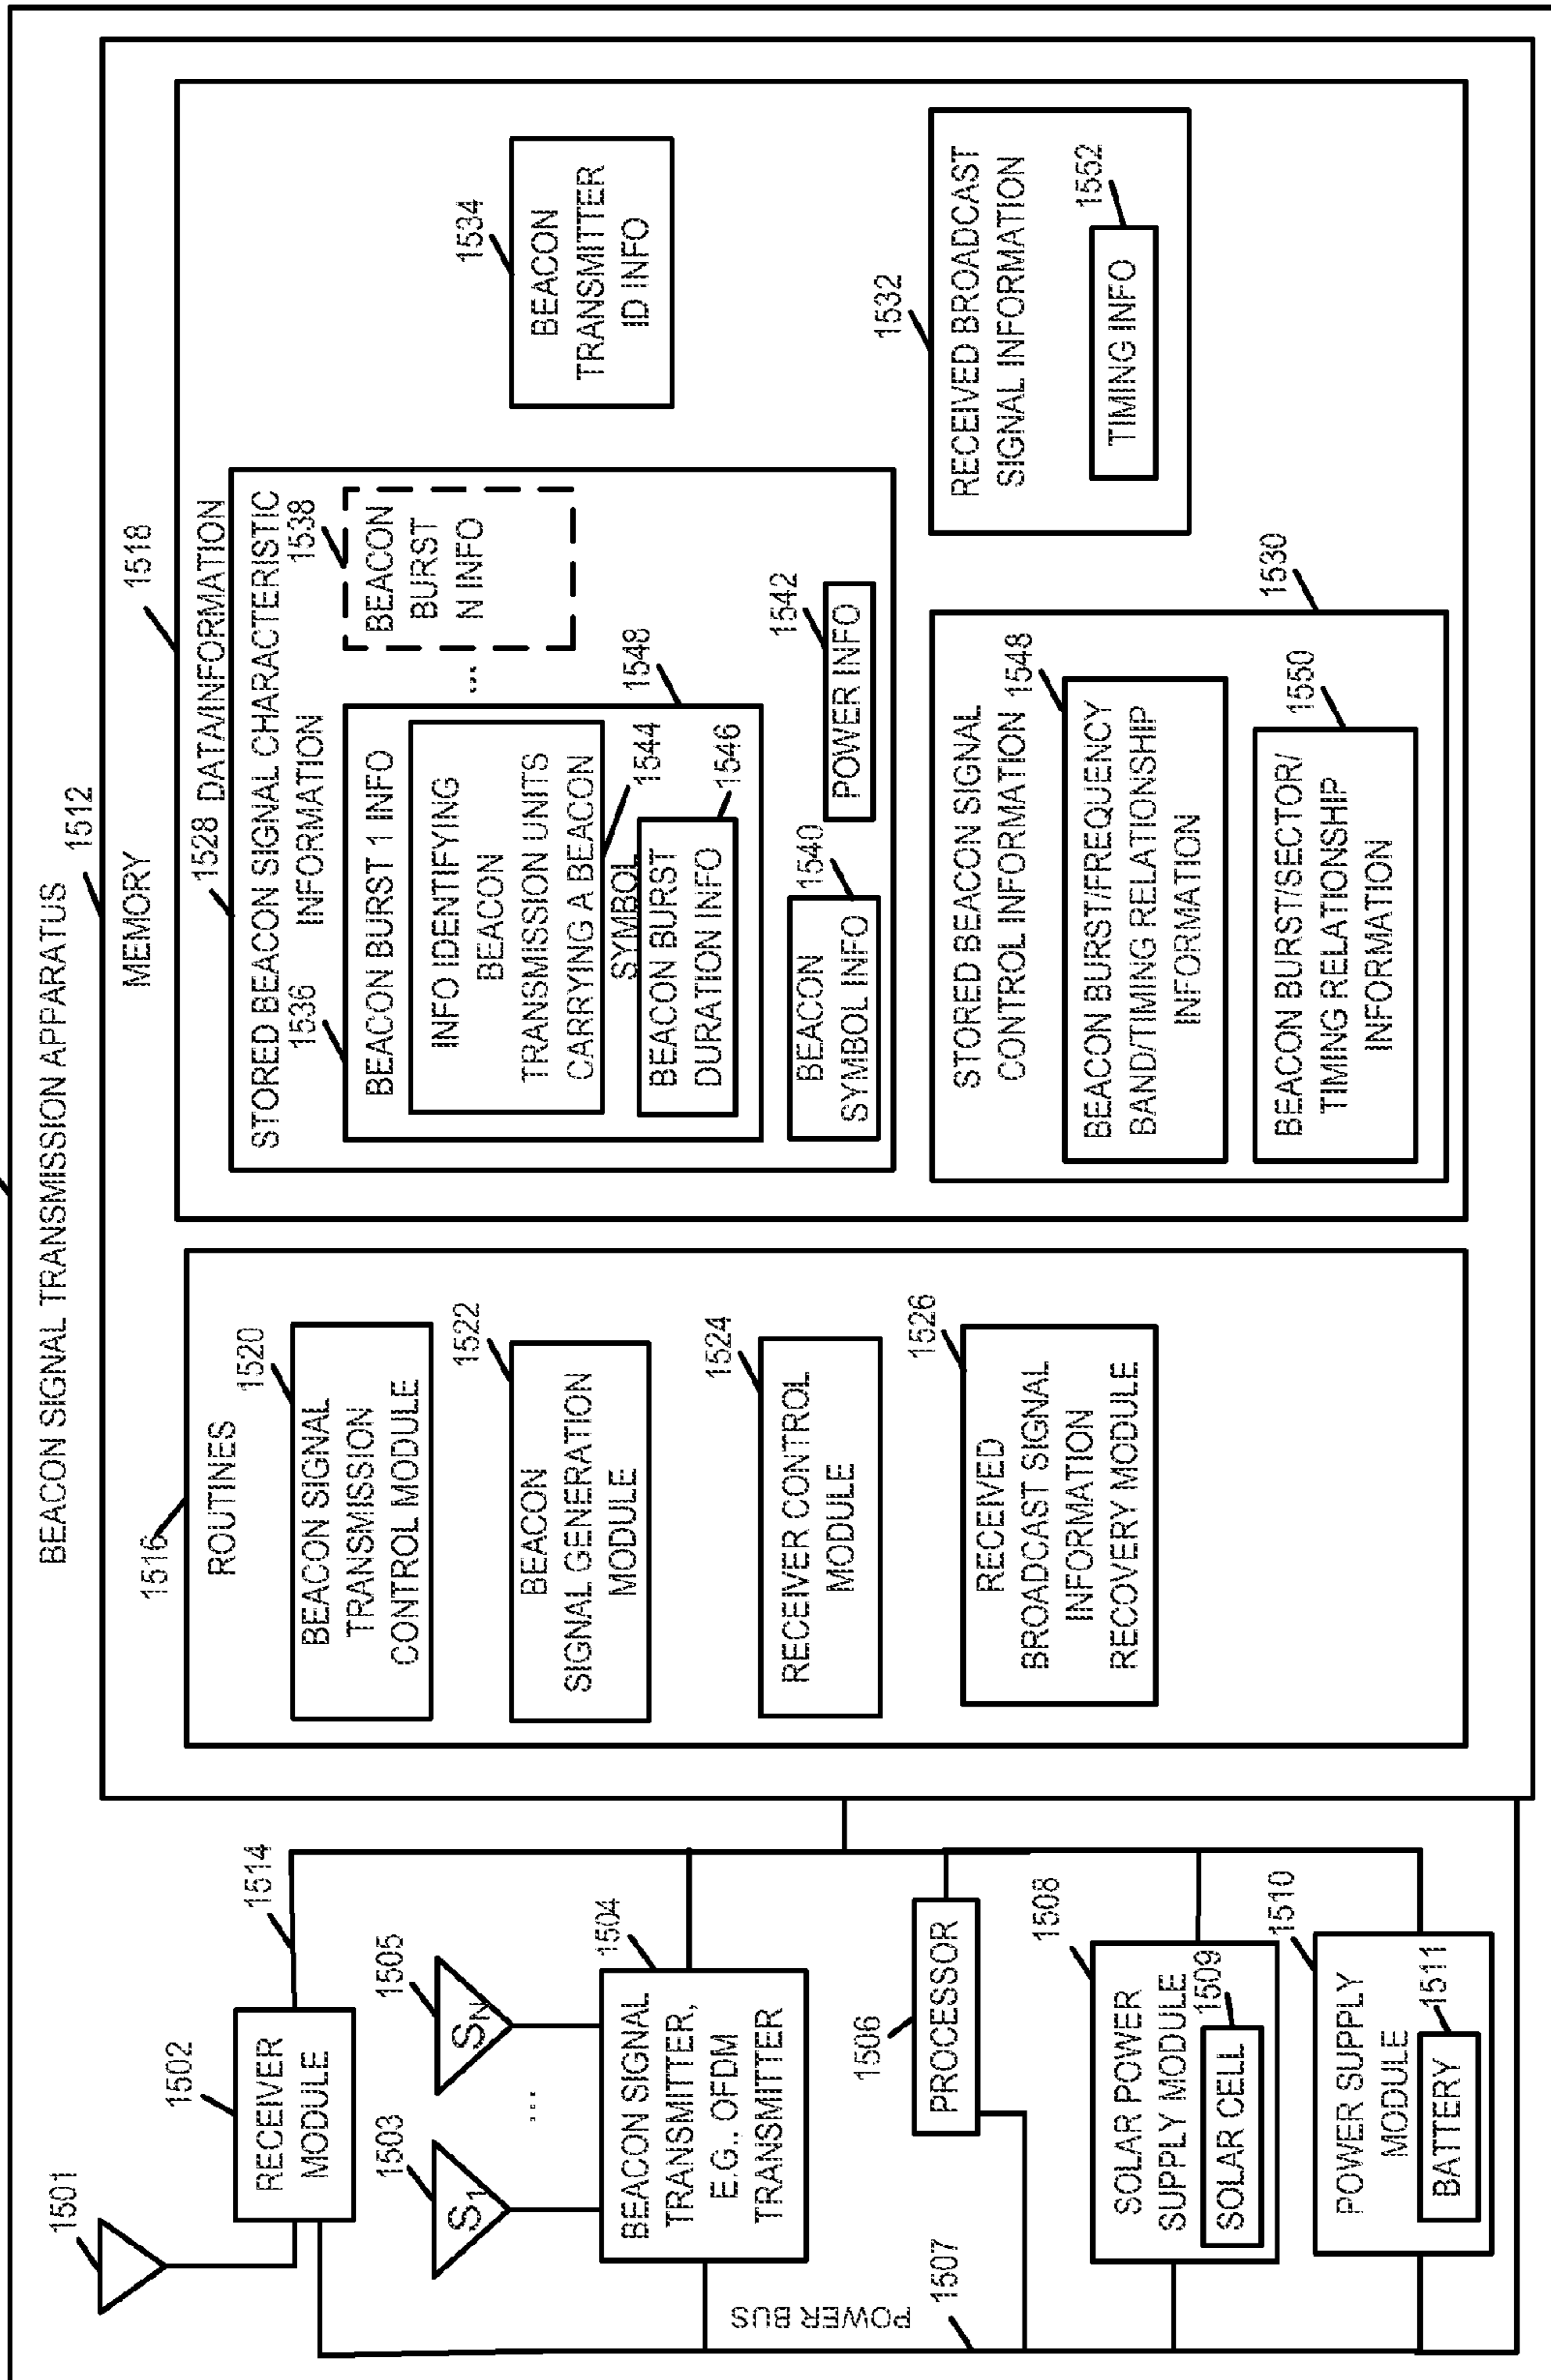 BEACON SIGNAL TRANSMISSION APPARATUS
1512
MEMORY
1501
1502
RECEIVER
MODULE
1514
1503
S1
...
1505
SN
1504
BEACON SIGNAL
TRANSMITTER,
E.G., OFDM
TRANSMITTER
POWER BUS
1507
1506
PROCESSOR
1508
SOLAR POWER
SUPPLY MODULE
1509
SOLAR CELL
1510
POWER SUPPLY
MODULE
1511
BATTERY
1516
ROUTINES
1520
BEACON SIGNAL
TRANSMISSION
CONTROL MODULE
1522
BEACON
SIGNAL GENERATION
MODULE
1524
RECEIVER CONTROL
MODULE
1526
RECEIVED
BROADCAST SIGNAL
INFORMATION
RECOVERY MODULE
1518
1528 DATA/INFORMATION
STORED BEACON SIGNAL CHARACTERISTIC
INFORMATION
1536
BEACON BURST 1 INFO
1548
INFO IDENTIFYING
BEACON
TRANSMISSION UNITS
CARRYING A BEACON
SYMBOL
1544
BEACON BURST
DURATION INFO
1546
...
1538
BEACON
BURST
N INFO
1540
BEACON
SYMBOL INFO
1542
POWER INFO
1534
BEACON
TRANSMITTER
ID INFO
1530
STORED BEACON SIGNAL
CONTROL INFORMATION
1548
BEACON BURST/FREQUENCY
BAND/TIMING RELATIONSHIP
INFORMATION
1550
BEACON BURST/SECTOR/
TIMING RELATIONSHIP
INFORMATION
1532
RECEIVED BROADCAST
SIGNAL INFORMATION
1552
TIMING INFO